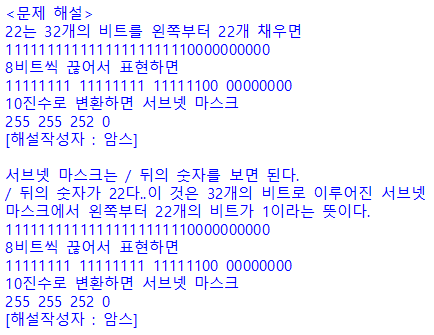 <문제 해설>
22는 32개의 비트를 왼쪽부터 22개 채우면
11111111111111111111110000000000
8비트씩 끊어서 표현하면
11111111 11111111 11111100 00000000
10진수로 변환하면 서브넷 마스크
255 255 252 0
[해설작성자 : 암스]

서브넷 마스크는 / 뒤의 숫자를 보면 된다.
/ 뒤의 숫자가 22다..이 것은 32개의 비트로 이루어진 서브넷
마스크에서 왼쪽부터 22개의 비트가 1이라는 뜻이다.
11111111111111111111110000000000
8비트씩 끊어서 표현하면
11111111 11111111 11111100 00000000
10진수로 변환하면 서브넷 마스크
255 255 252 0
[해설작성자 : 암스]